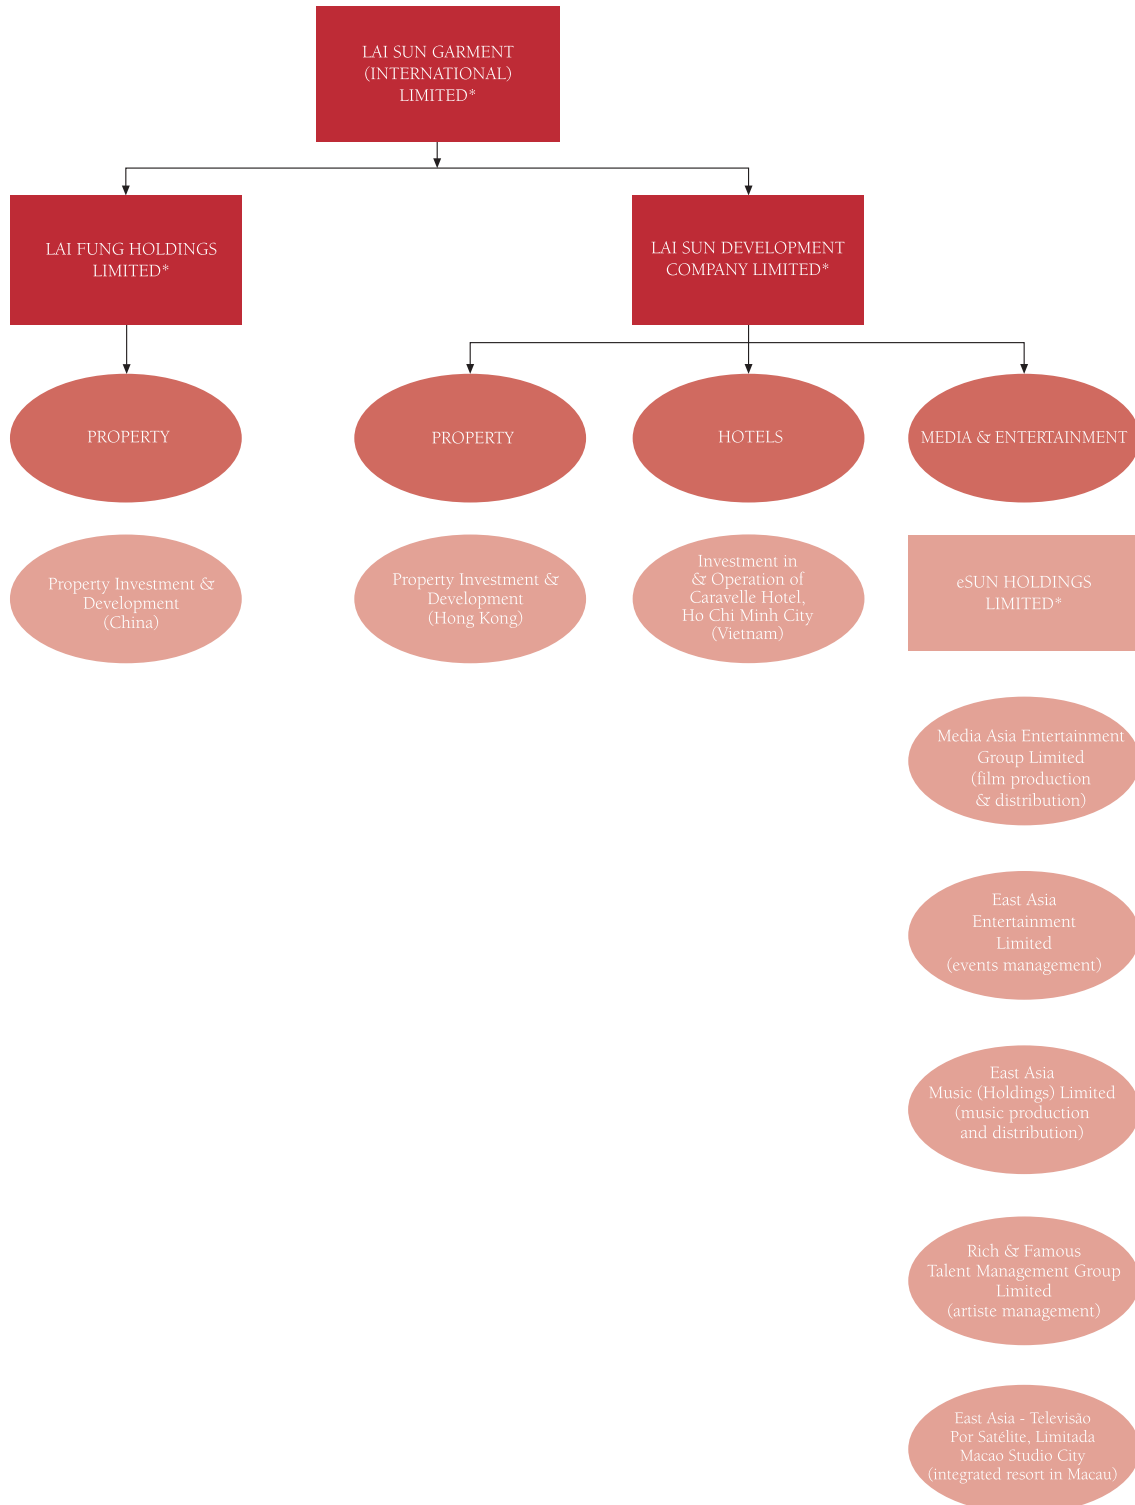 LAI SUN GARMENT
(INTERNATIONAL)
LIMITED*
LAI FUNG HOLDINGS
LIMITED*
LAI SUN DEVELOPMENT
COMPANY LIMITED*
PROPERTY
PROPERTY
HOTELS
MEDIA & ENTERTAINMENT
Property Investment &
Development
(China)
Property Investment &
Development
(Hong Kong)
Investment in
& Operation of
Caravelle Hotel,
Ho Chi Minh City
(Vietnam)
eSUN HOLDINGS
LIMITED*
Media Asia Entertainment
Group Limited
(film production
& distribution)
East Asia
Entertainment
Limited
(events management)
East Asia
Music (Holdings) Limited
(music production
and distribution)
Rich & Famous
Talent Management Group
Limited
(artiste management)
East Asia - Televisão
Por Satélite, Limitada
Macao Studio City
(integrated resort in Macau)